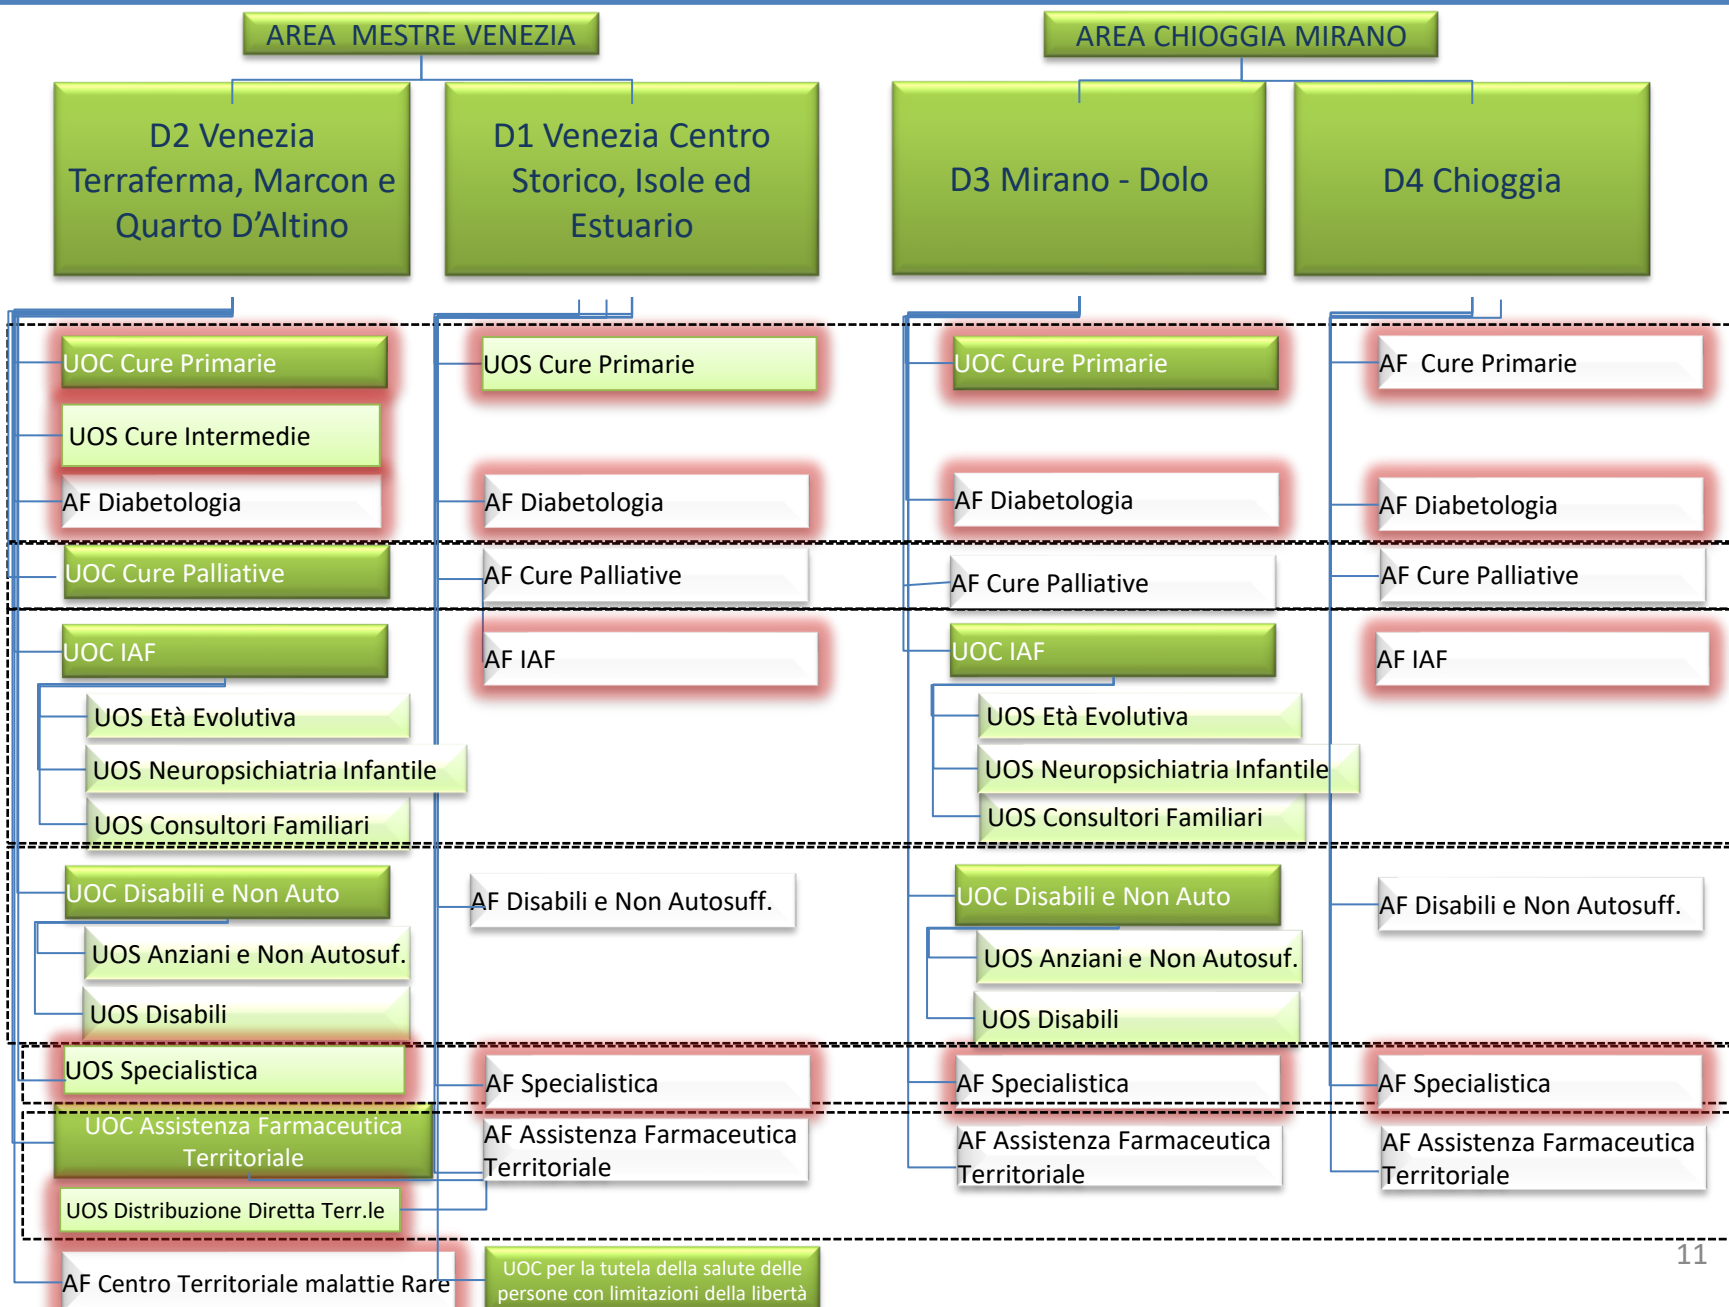 AREA MESTRE VENEZIA
AREA CHIOGGIA MIRANO
D2 Venezia
Terraferma, Marcon e
Quarto D'Altino
D1 Venezia Centro
Storico, Isole ed
Estuario
D3 Mirano - Dolo
D4 Chioggia
UOC Cure Primarie
UOS Cure Primarie
UOC Cure Primarie
AF Cure Primarie
UOS Cure Intermedie
AF Diabetologia
AF Diabetologia
AF Diabetologia
AF Diabetologia
UOC Cure Palliative
AF Cure Palliative
AF Cure Palliative
AF Cure Palliative
UOC IAF
AF IAF
UOC IAF
AF IAF
UOS Età Evolutiva
UOS Età Evolutiva
UOS Neuropsichiatria Infantile
UOS Neuropsichiatria Infantile
UOS Consultori Familiari
UOS Consultori Familiari
UOC Disabili e Non Auto
AF Disabili e Non Autosuff.
UOC Disabili e Non Auto
AF Disabili e Non Autosuff.
UOS Anziani e Non Autosuf.
UOS Anziani e Non Autosuf.
UOS Disabili
UOS Disabili
UOS Specialistica
AF Specialistica
AF Specialistica
AF Specialistica
UOC Assistenza Farmaceutica
Territoriale
AF Assistenza Farmaceutica
Territoriale
AF Assistenza Farmaceutica
Territoriale
AF Assistenza Farmaceutica
Territoriale
UOS Distribuzione Diretta Terr.le
AF Centro Territoriale malattie Rare
UOC per la tutela della salute delle
persone con limitazioni della libertà
11